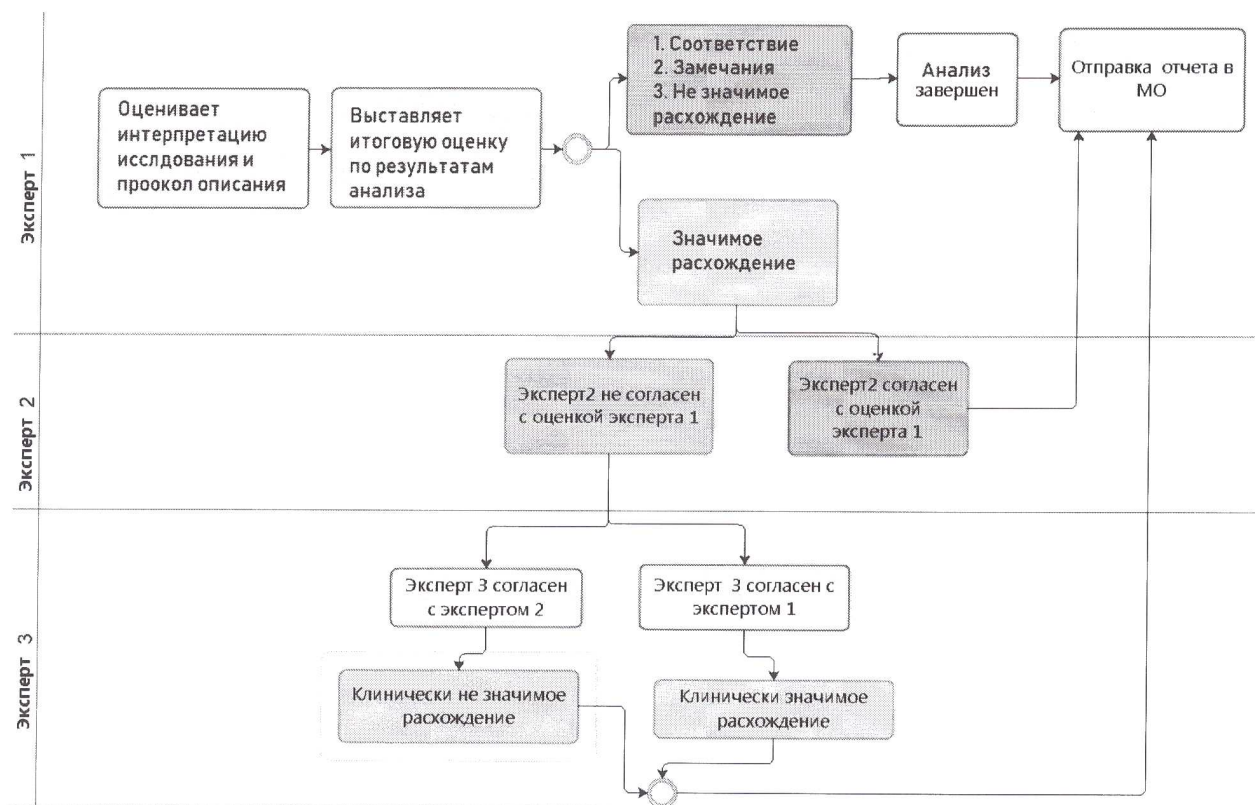 Эксперт 1
Оценивает
интерпретацию
исслдования и
проокол описания
Выставляет
итоговую оценку
по результатам
анализа
1. Соответствие
2. Замечания
3. Не значимое
расхождение
Анализ
завершен
Отправка отчета в
МО
Значимое
расхождение
Эксперт 2
Эксперт2 не согласен
с оценкой эксперта 1
Эксперт2 согласен
с оценкой
эксперта 1
Эксперт 3
Эксперт 3 согласен
с экспертом 2
Эксперт 3 согласен с
экспертом 1
Клинически не значимое
расхождение
Клинически значимое
расхождение